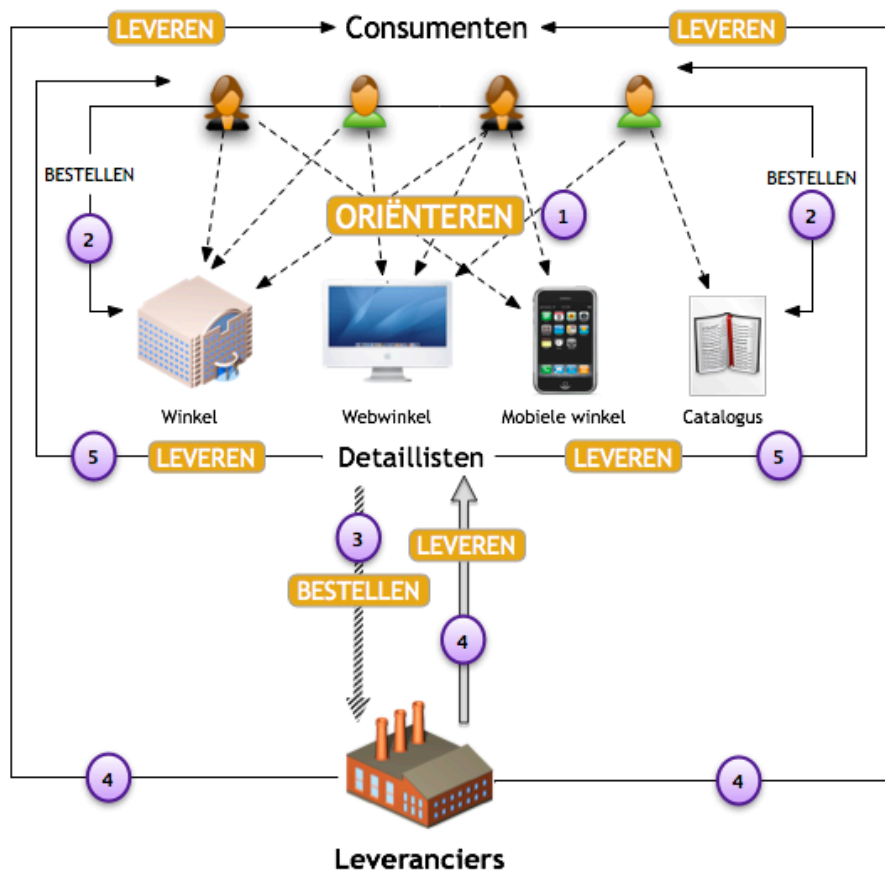 LEVEREN
Consumenten
LEVEREN
BESTELLEN
BESTELLEN
ORIËNTEREN
1
2
2
Winkel
Webwinkel
Mobiele winkel
Catalogus
5
LEVEREN
Detaillisten
LEVEREN
5
3
LEVEREN
BESTELLEN
4
4
4
Leveranciers